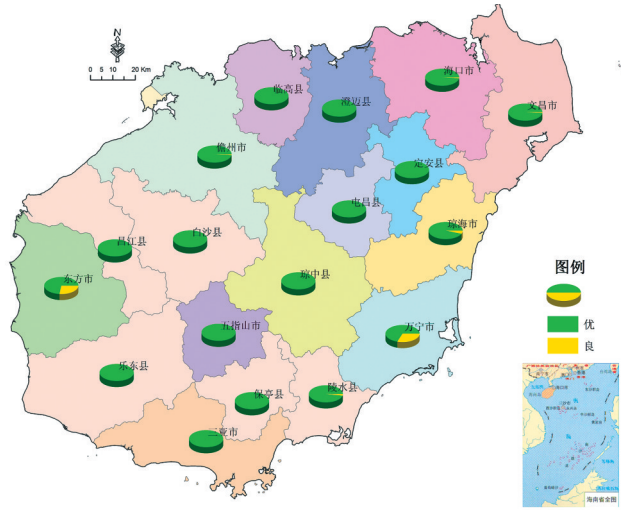 N
0 5 10 20 Km
临高县
澄迈县
海口市
文昌市
儋州市
定安县
屯昌县
白沙县
昌江县
琼海市
东方市
琼中县
五指山市
万宁市
乐东县
保亭县
陵水县
三亚市
图例
优
良
海南省全图